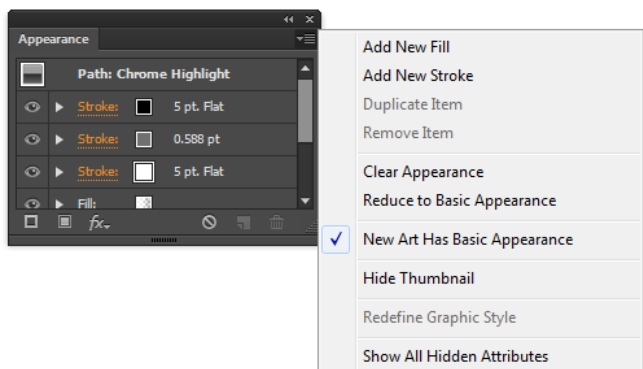 Appearance
Path: Chrome Highlight
Stroke: 5 pt. Flat
Stroke: 0.588 pt
Stroke: 5 pt. Flat
Fill:
fx
Add New Fill
Add New Stroke
Duplicate Item
Remove Item
Clear Appearance
Reduce to Basic Appearance
New Art Has Basic Appearance
Hide Thumbnail
Redefine Graphic Style
Show All Hidden Attributes